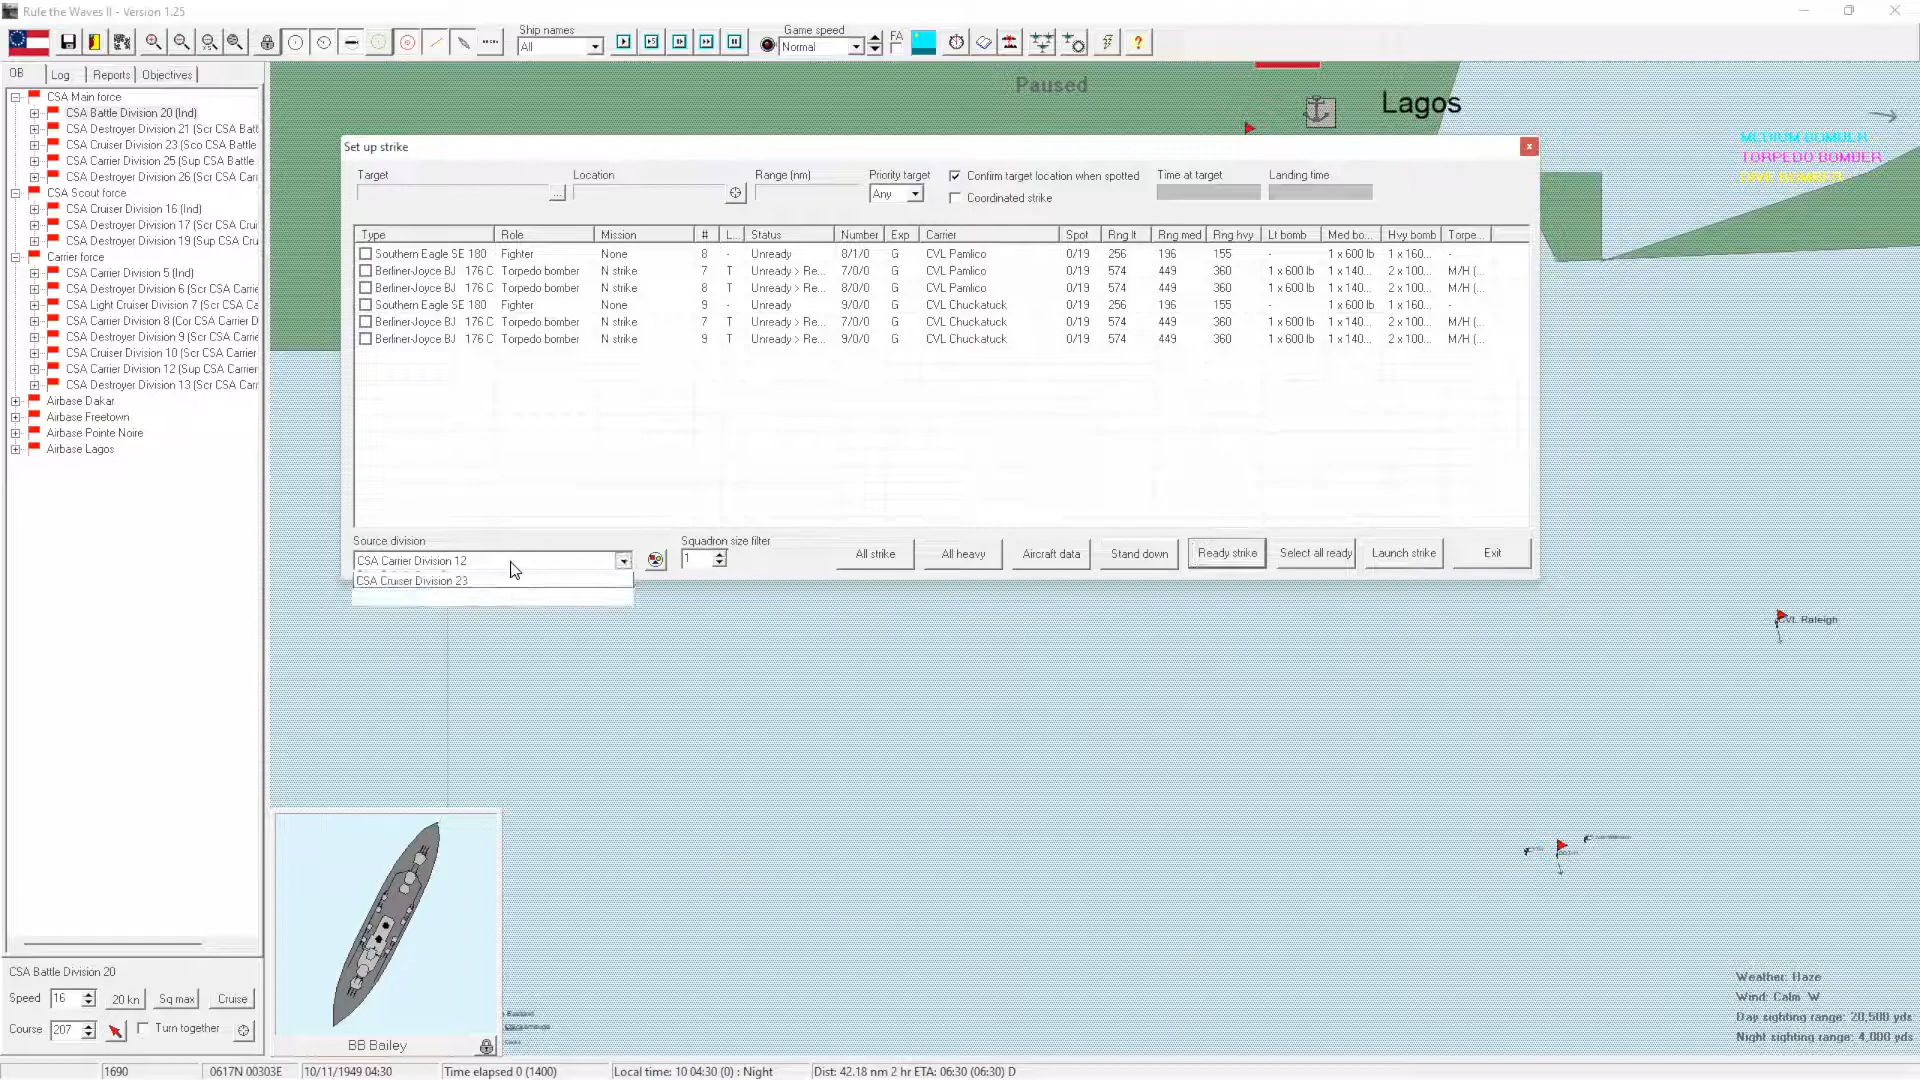 Rule the Waves II - Version 1.25
Ship names
All
Game speed
Normal
FA
OB
Log
Reports
Objectives
CSA Main force
CSA Battle Division 20 (Ind)
CSA Destroyer Division 21 (Scr CSA Batt
CSA Cruiser Division 23 (Sco CSA Battle
CSA Carrier Division 25 (Sup CSA Battle
CSA Destroyer Division 26 (Scr CSA Carr
CSA Scout force
CSA Cruiser Division 16 (Ind)
CSA Destroyer Division 17 (Scr CSA Crui
CSA Destroyer Division 19 (Sup CSA Cru
Carrier force
CSA Carrier Division 5 (Ind)
CSA Destroyer Division 6 (Scr CSA Carr
CSA Light Cruiser Division 7 (Scr CSA Ca
CSA Carrier Division 8 (Cor CSA Carrier D
CSA Destroyer Division 9 (Scr CSA Carr
CSA Cruiser Division 10 (Scr CSA Carrier
CSA Carrier Division 12 (Sup CSA Carrier
CSA Destroyer Division 13 (Scr CSA Carr
Airbase Dakar
Airbase Freetown
Airbase Pointe Noire
Airbase Lagos
Paused
Lagos
MEDIUM BOMBER
TORPEDO BOMBER
DIVE BOMBER
Set up strike
Target
Location
Range (nm)
Priority target
Any
Confirm target location when spotted
Coordinated strike
Time at target
Landing time
Type Role Mission # L... Status Number Exp Carrier Spot Rng lt Rng med Rng hvy Lt bomb Med bo... Hvy bomb Torpe...
Southern Eagle SE 180 Fighter None 8 - Unready 8/1/0 G CVL Pamlico 0/19 256 196 155 - 1 x 600 lb 1 x 160... -
Berliner-Joyce BJ 176 C Torpedo bomber N strike 7 T Unready > Re... 7/0/0 G CVL Pamlico 0/19 574 449 360 1 x 600 lb 1 x 140... 2 x 100... M/H (...
Berliner-Joyce BJ 176 C Torpedo bomber N strike 8 T Unready > Re... 8/0/0 G CVL Pamlico 0/19 574 449 360 1 x 600 lb 1 x 140... 2 x 100... M/H (...
Southern Eagle SE 180 Fighter None 9 - Unready 9/0/0 G CVL Chuckatuck 0/19 256 196 155 - 1 x 600 lb 1 x 160... -
Berliner-Joyce BJ 176 C Torpedo bomber N strike 7 T Unready > Re... 7/0/0 G CVL Chuckatuck 0/19 574 449 360 1 x 600 lb 1 x 140... 2 x 100... M/H (...
Berliner-Joyce BJ 176 C Torpedo bomber N strike 9 T Unready > Re... 9/0/0 G CVL Chuckatuck 0/19 574 449 360 1 x 600 lb 1 x 140... 2 x 100... M/H (...
Source division
CSA Carrier Division 12
CSA Cruiser Division 23
Squadron size filter
1
All strike
All heavy
Aircraft data
Stand down
Ready strike
Select all ready
Launch strike
Exit
CVL Raleigh
CSA Battle Division 20
Speed 16 20 kn Sq max Cruise
Course 207 Turn together
BB Bailey
Weather: Haze
Wind: Calm W
Day sighting range: 20,500 yds
Night sighting range: 4,000 yds
1690 0617N 00303E 10/11/1949 04:30 Time elapsed 0 (1400) Local time: 10 04:30 (0) : Night Dist: 42.18 nm 2 hr ETA: 06:30 (06:30) D